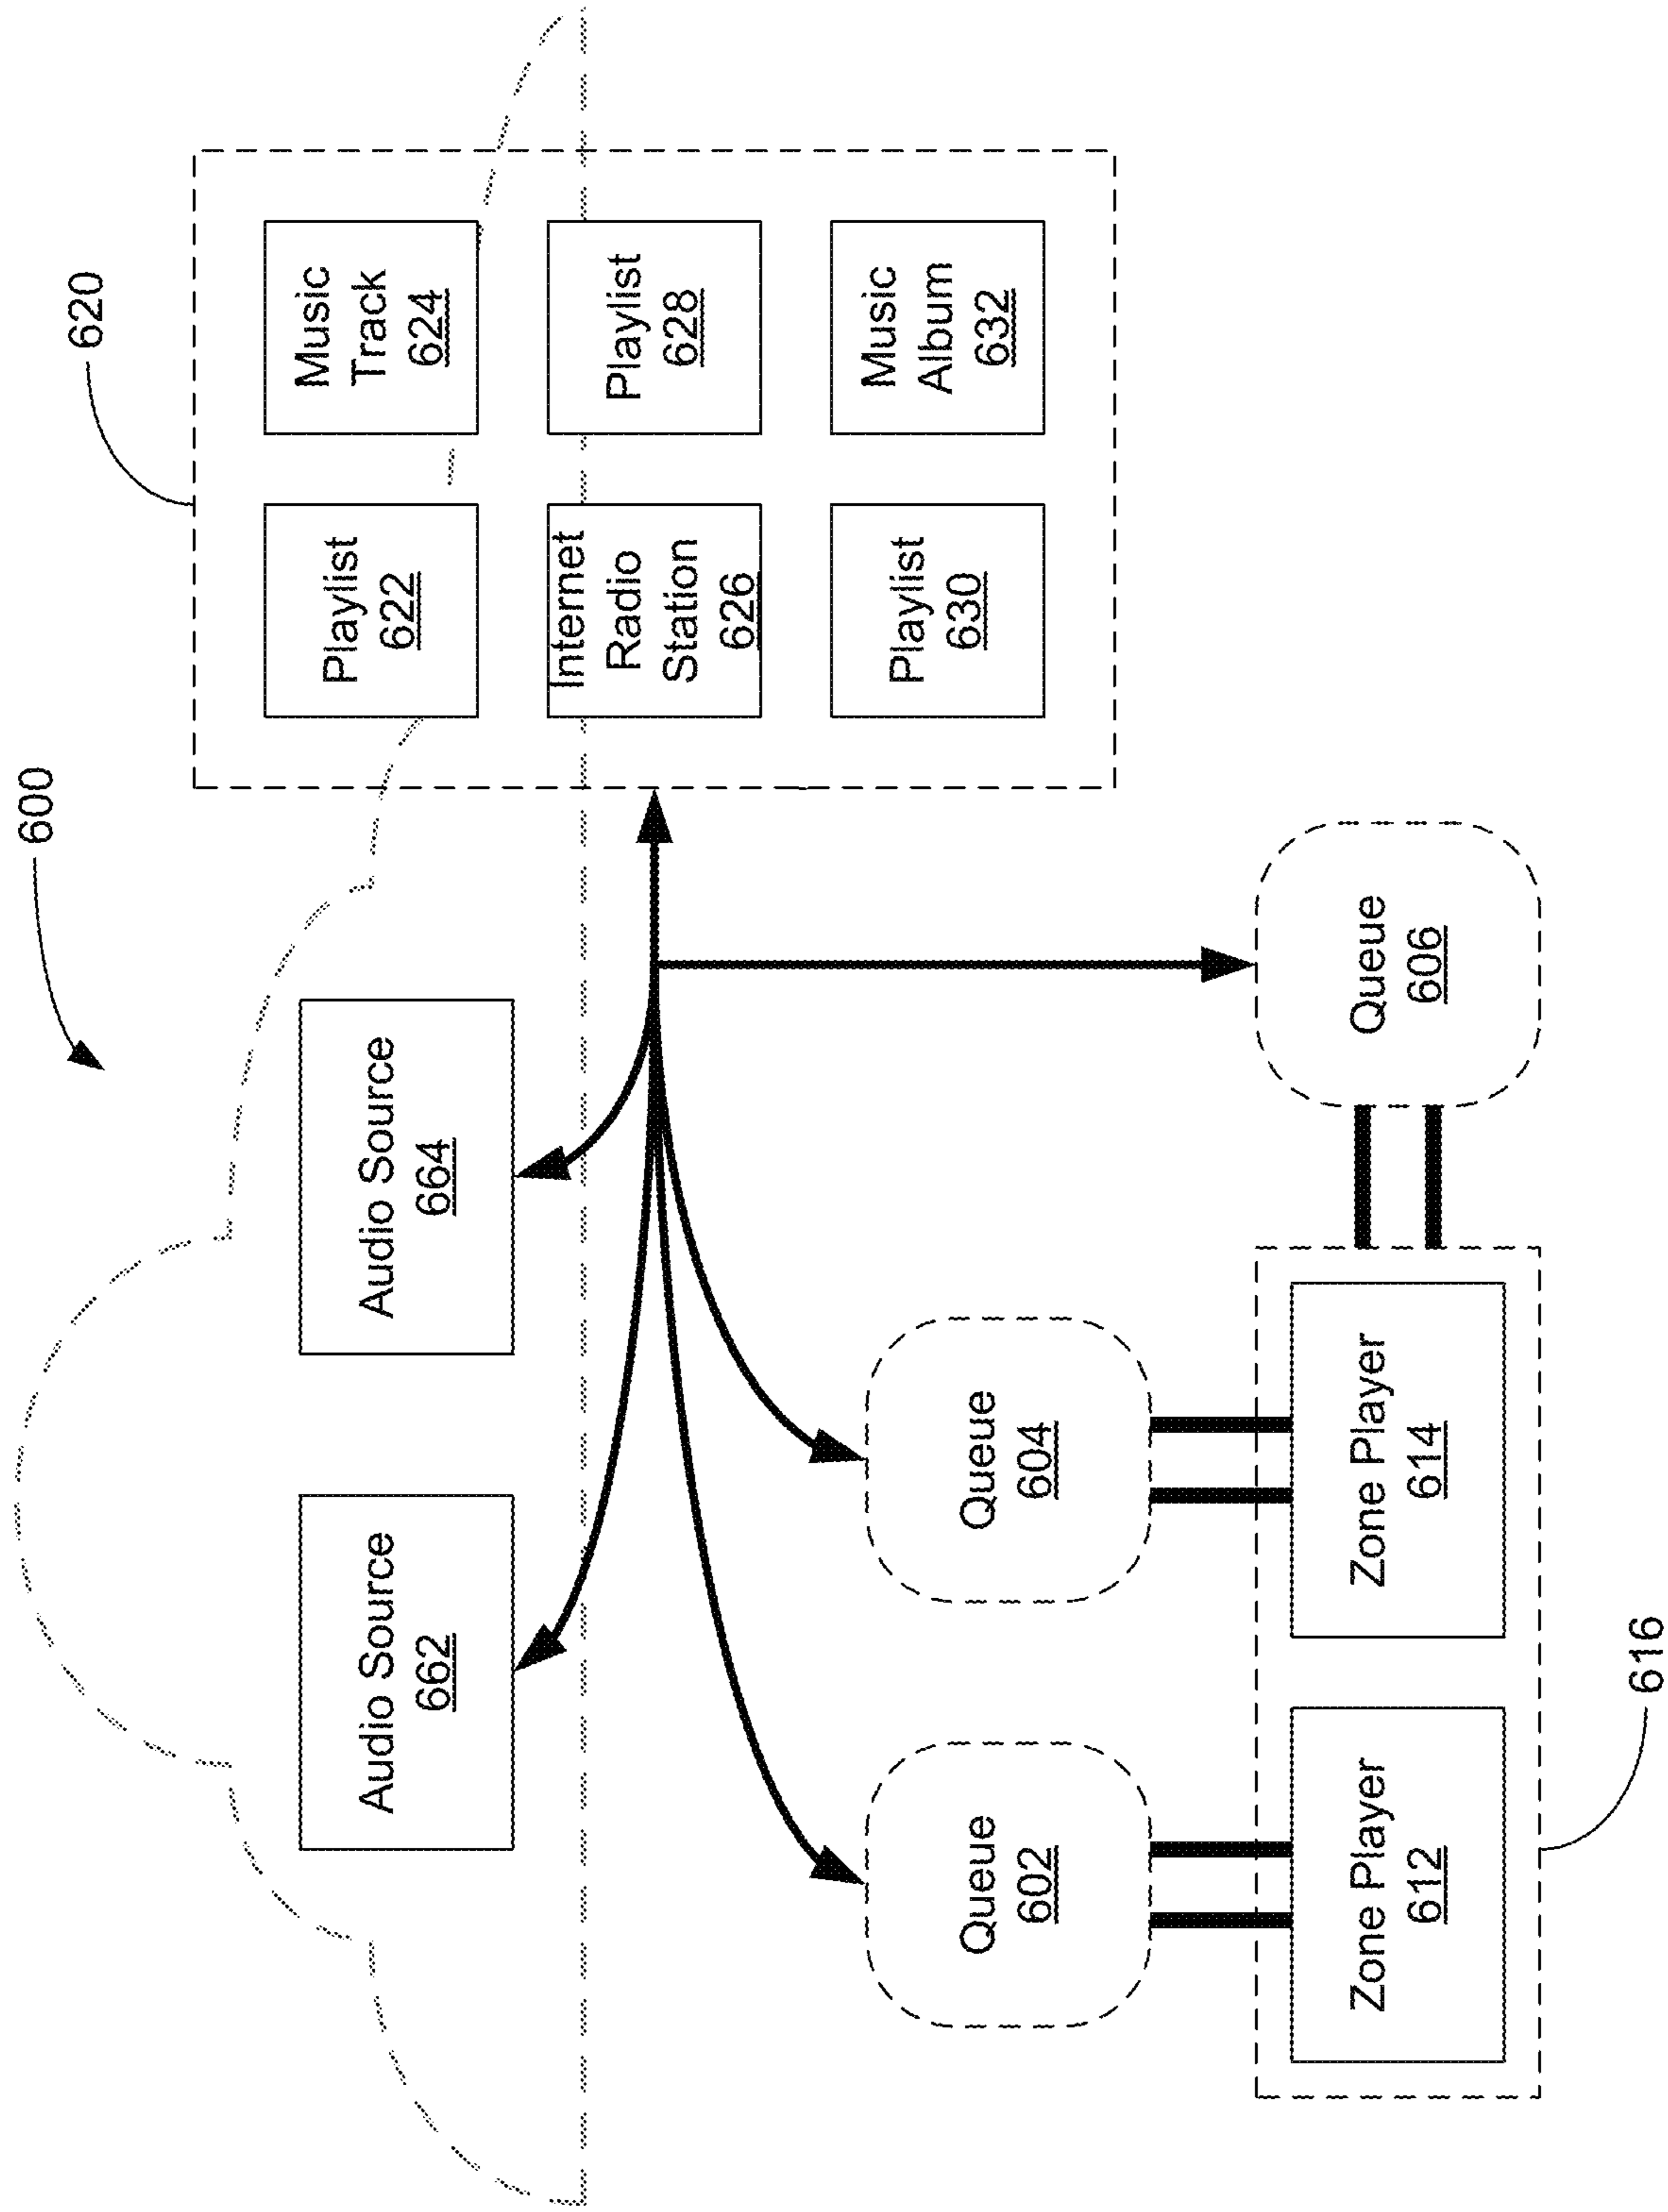 600
620
Audio Source
662
Audio Source
664
Playlist
622
Music
Track
624
Internet
Radio
Station
626
Playlist
628
Playlist
630
Music
Album
632
Queue
602
Queue
604
Queue
606
Zone Player
612
Zone Player
614
616